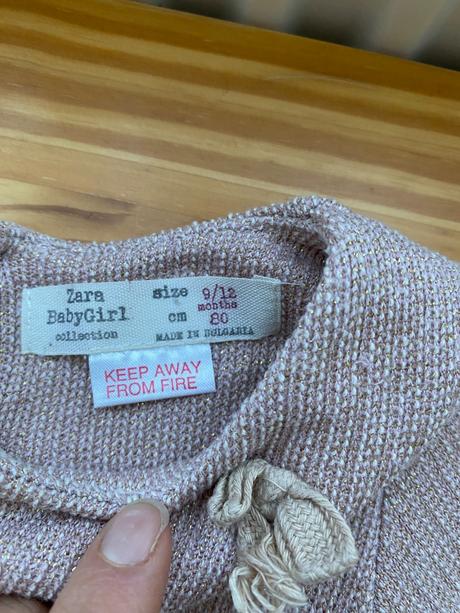 Zara size 9/12
BabyGirl cm months
collection 80
MADE IN BULGARIA
KEEP AWAY
FROM FIRE